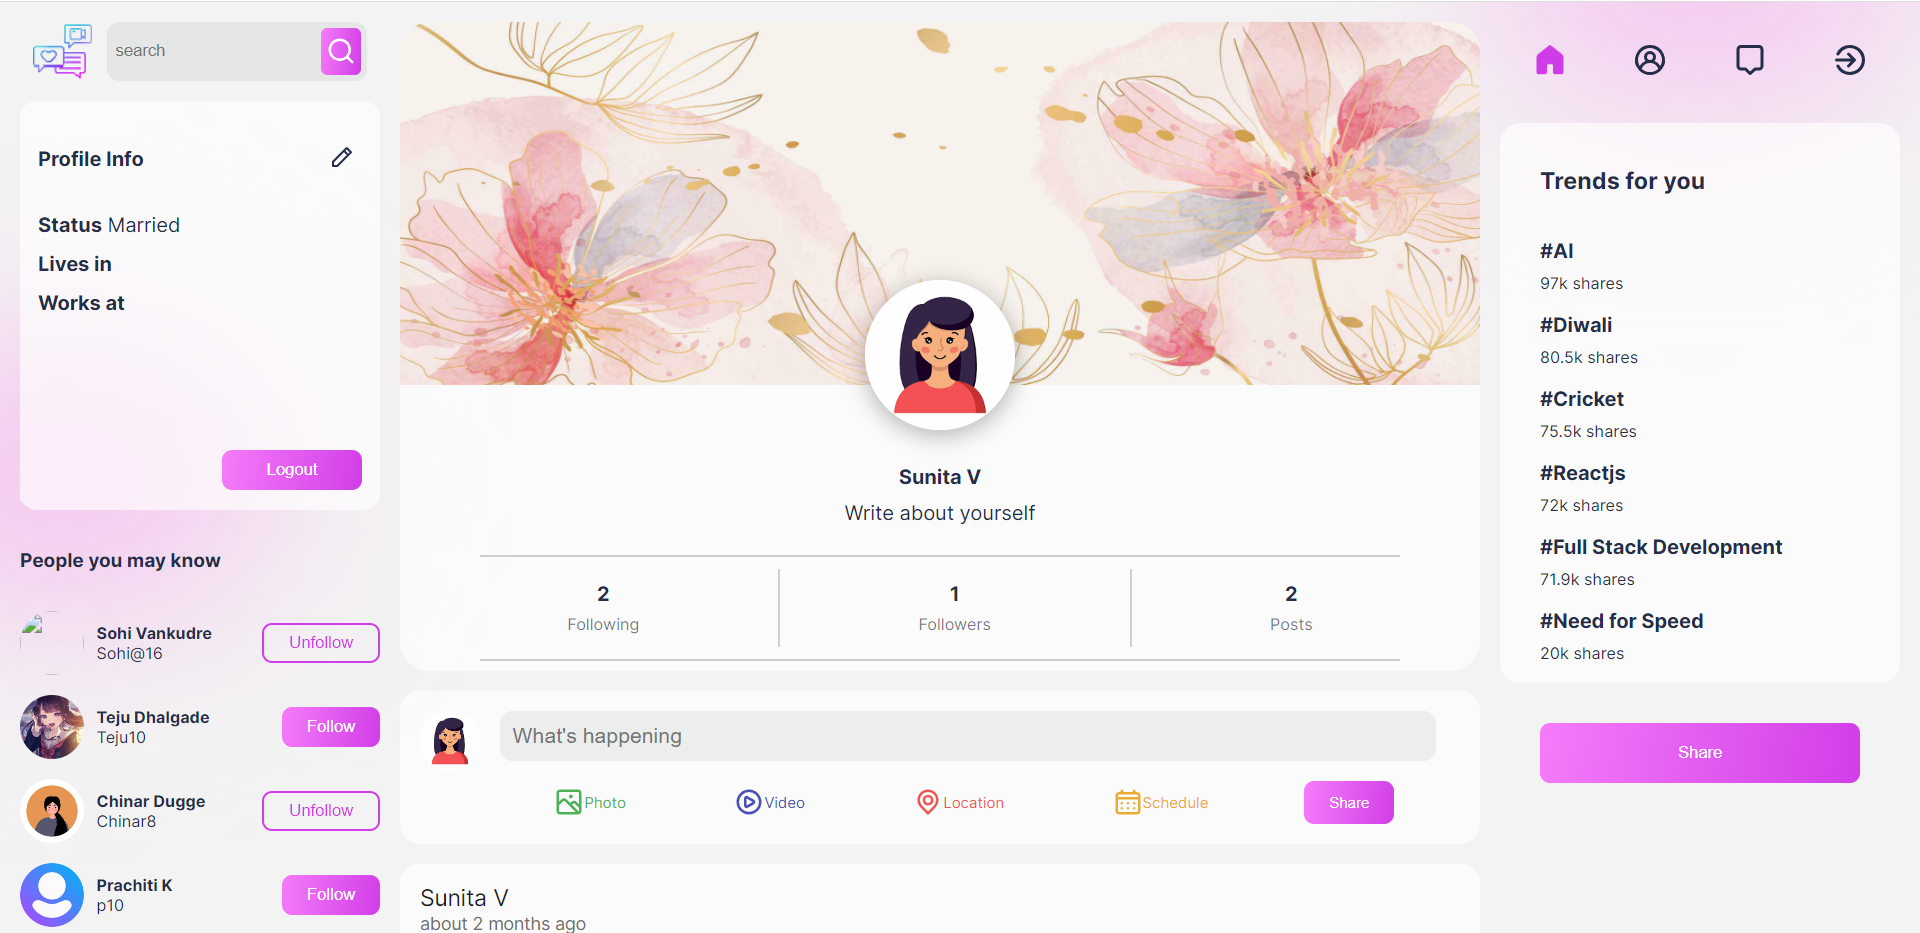 search
Profile Info
Status Married
Lives in
Works at
Logout
People you may know
Sohi Vankudre
Sohi@16
Unfollow
Teju Dhalgade
Teju10
Follow
Chinar Dugge
Chinar8
Unfollow
Prachiti K
p10
Follow
Sunita V
Write about yourself
2
Following
1
Followers
2
Posts
What's happening
Photo
Video
Location
Schedule
Share
Sunita V
about 2 months ago
Trends for you
#AI
97k shares
#Diwali
80.5k shares
#Cricket
75.5k shares
#Reactjs
72k shares
#Full Stack Development
71.9k shares
#Need for Speed
20k shares
Share